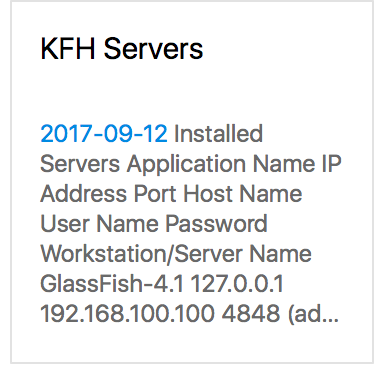 KFH Servers
2017-09-12 Installed
Servers Application Name IP
Address Port Host Name
User Name Password
Workstation/Server Name
GlassFish-4.1 127.0.0.1
192.168.100.100 4848 (ad...